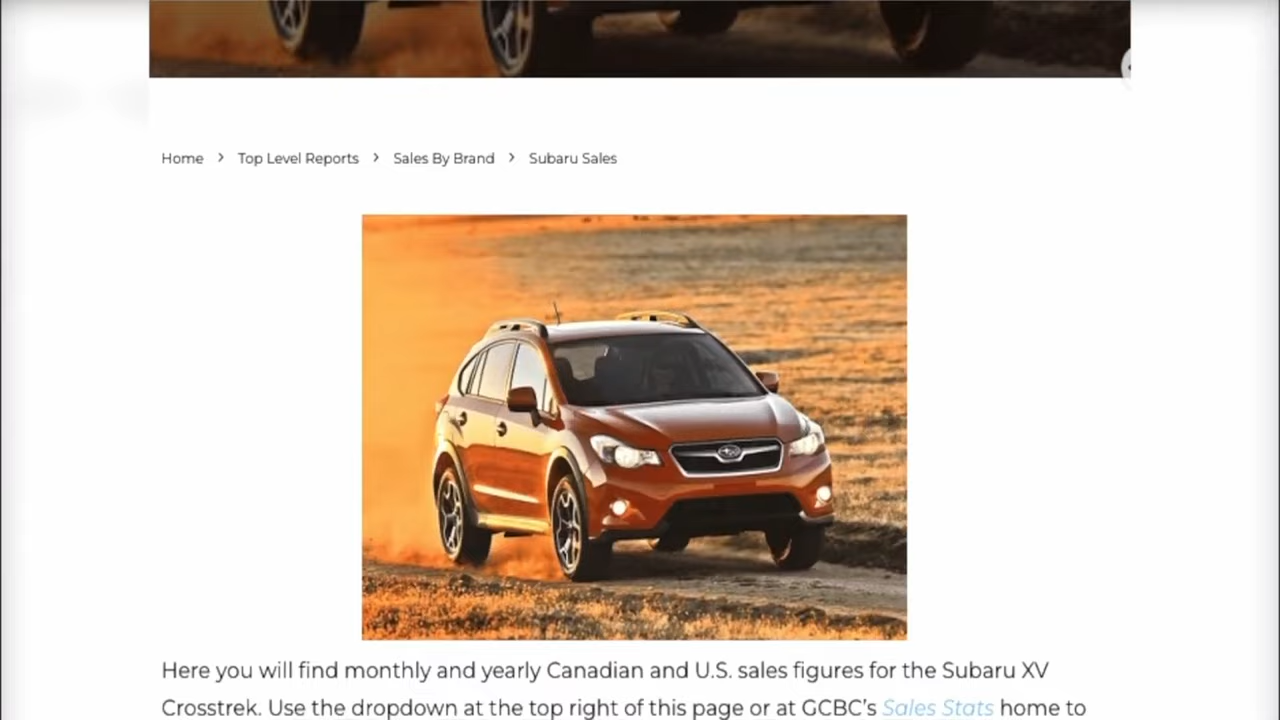 Home > Top Level Reports > Sales By Brand > Subaru Sales
Here you will find monthly and yearly Canadian and U.S. sales figures for the Subaru XV
Crosstrek. Use the dropdown at the top right of this page or at GCBC's Sales Stats home to